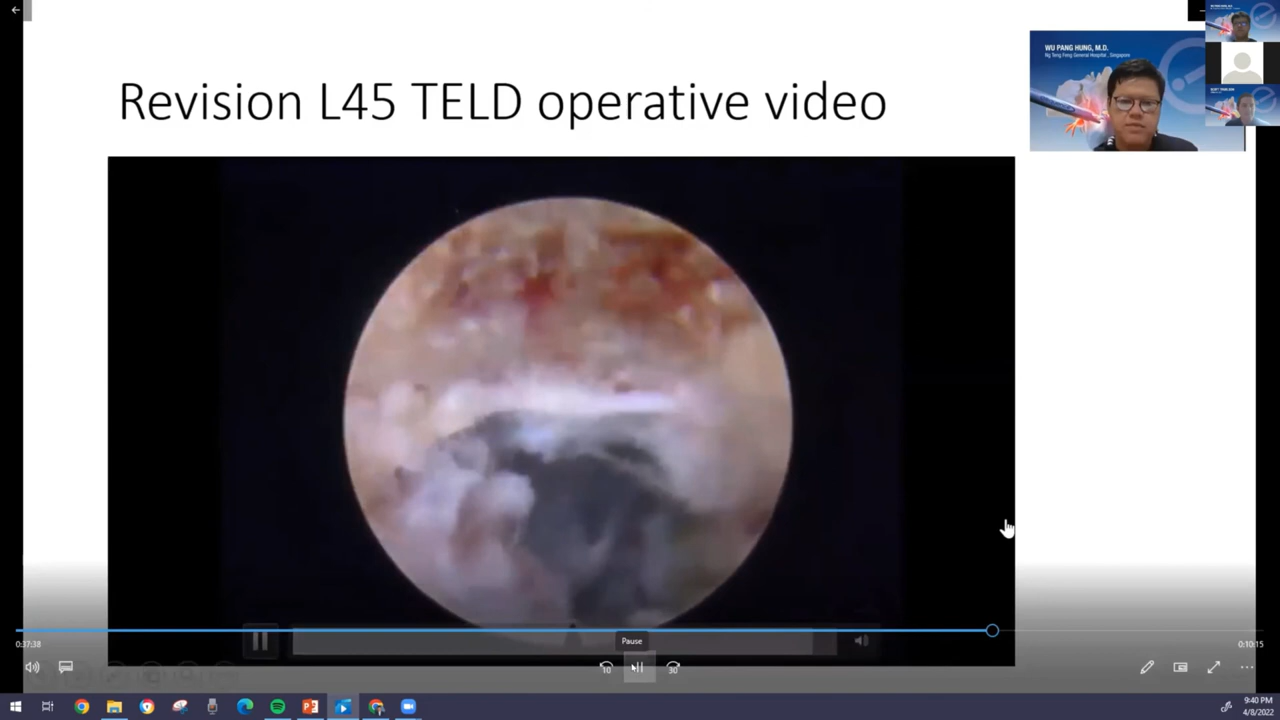 Revision L45 TELD operative video
WU PANG HUNG, M.D.
Ng Teng Fong General Hospital, Singapore
Pause
0:37:38
0:10:15
10
30
9:40 PM
4/8/2022